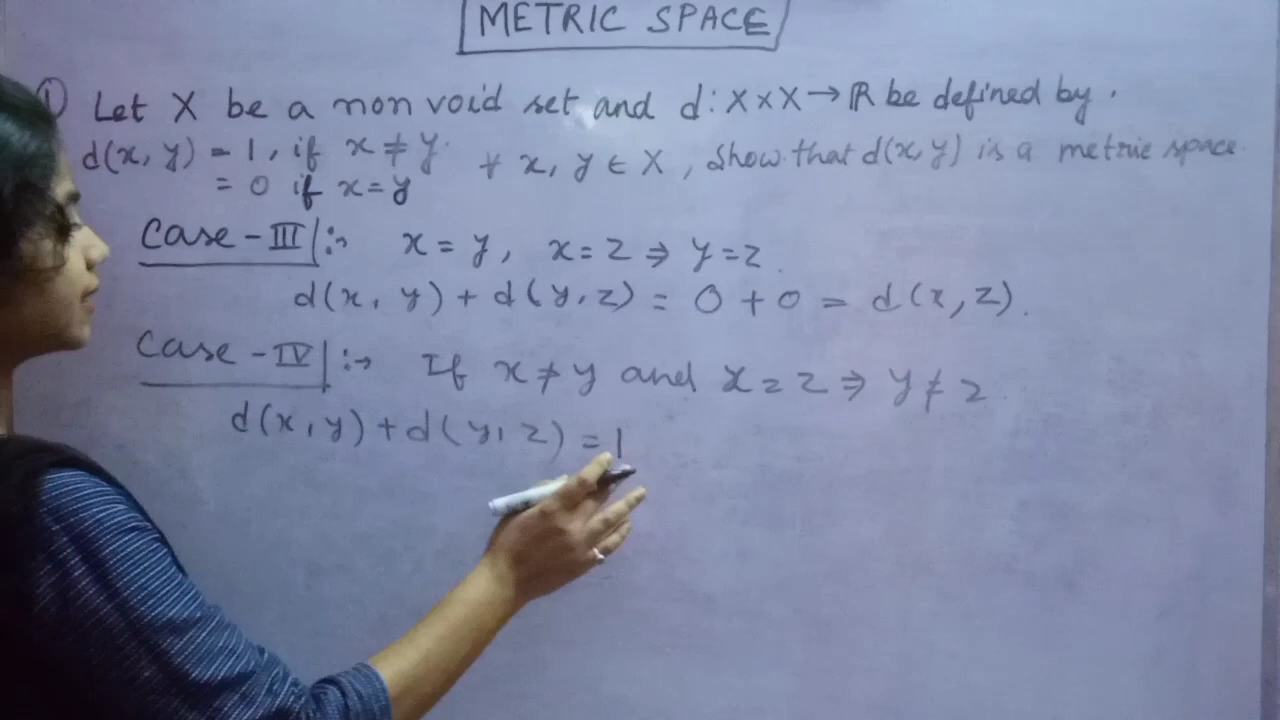 METRIC SPACE
① Let X be a non void set and d: X×X→ℝ be defined by.
d(x, y) = 1, if x ≠ y. ∀ x, y ∈ X, Show that d(x, y) is a metric space.
= 0 if x = y
Case-III :→ x = y, x = z ⇒ y = z.
d(x, y) + d(y, z) = 0 + 0 = d(x, z).
Case-IV :→ If x ≠ y and x = z ⇒ y ≠ z.
d(x, y) + d(y, z) = 1